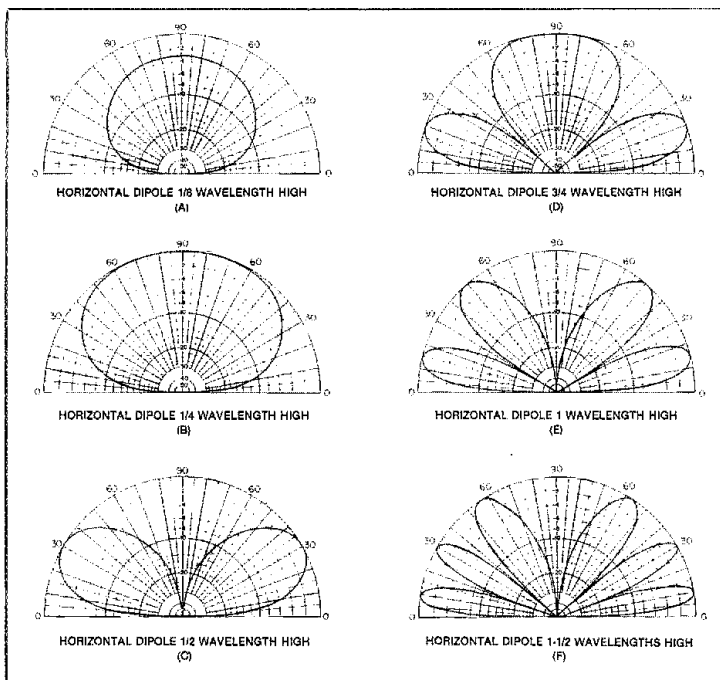 90
60 60
30 30
0 0
HORIZONTAL DIPOLE 1/8 WAVELENGTH HIGH
(A)
90
60 60
30 30
0 0
HORIZONTAL DIPOLE 1/4 WAVELENGTH HIGH
(B)
90
60 60
30 30
0 0
HORIZONTAL DIPOLE 1/2 WAVELENGTH HIGH
(C)
90
60 60
30 30
0 0
HORIZONTAL DIPOLE 3/4 WAVELENGTH HIGH
(D)
90
60 60
30 30
0 0
HORIZONTAL DIPOLE 1 WAVELENGTH HIGH
(E)
90
60 60
30 30
0 0
HORIZONTAL DIPOLE 1-1/2 WAVELENGTHS HIGH
(F)